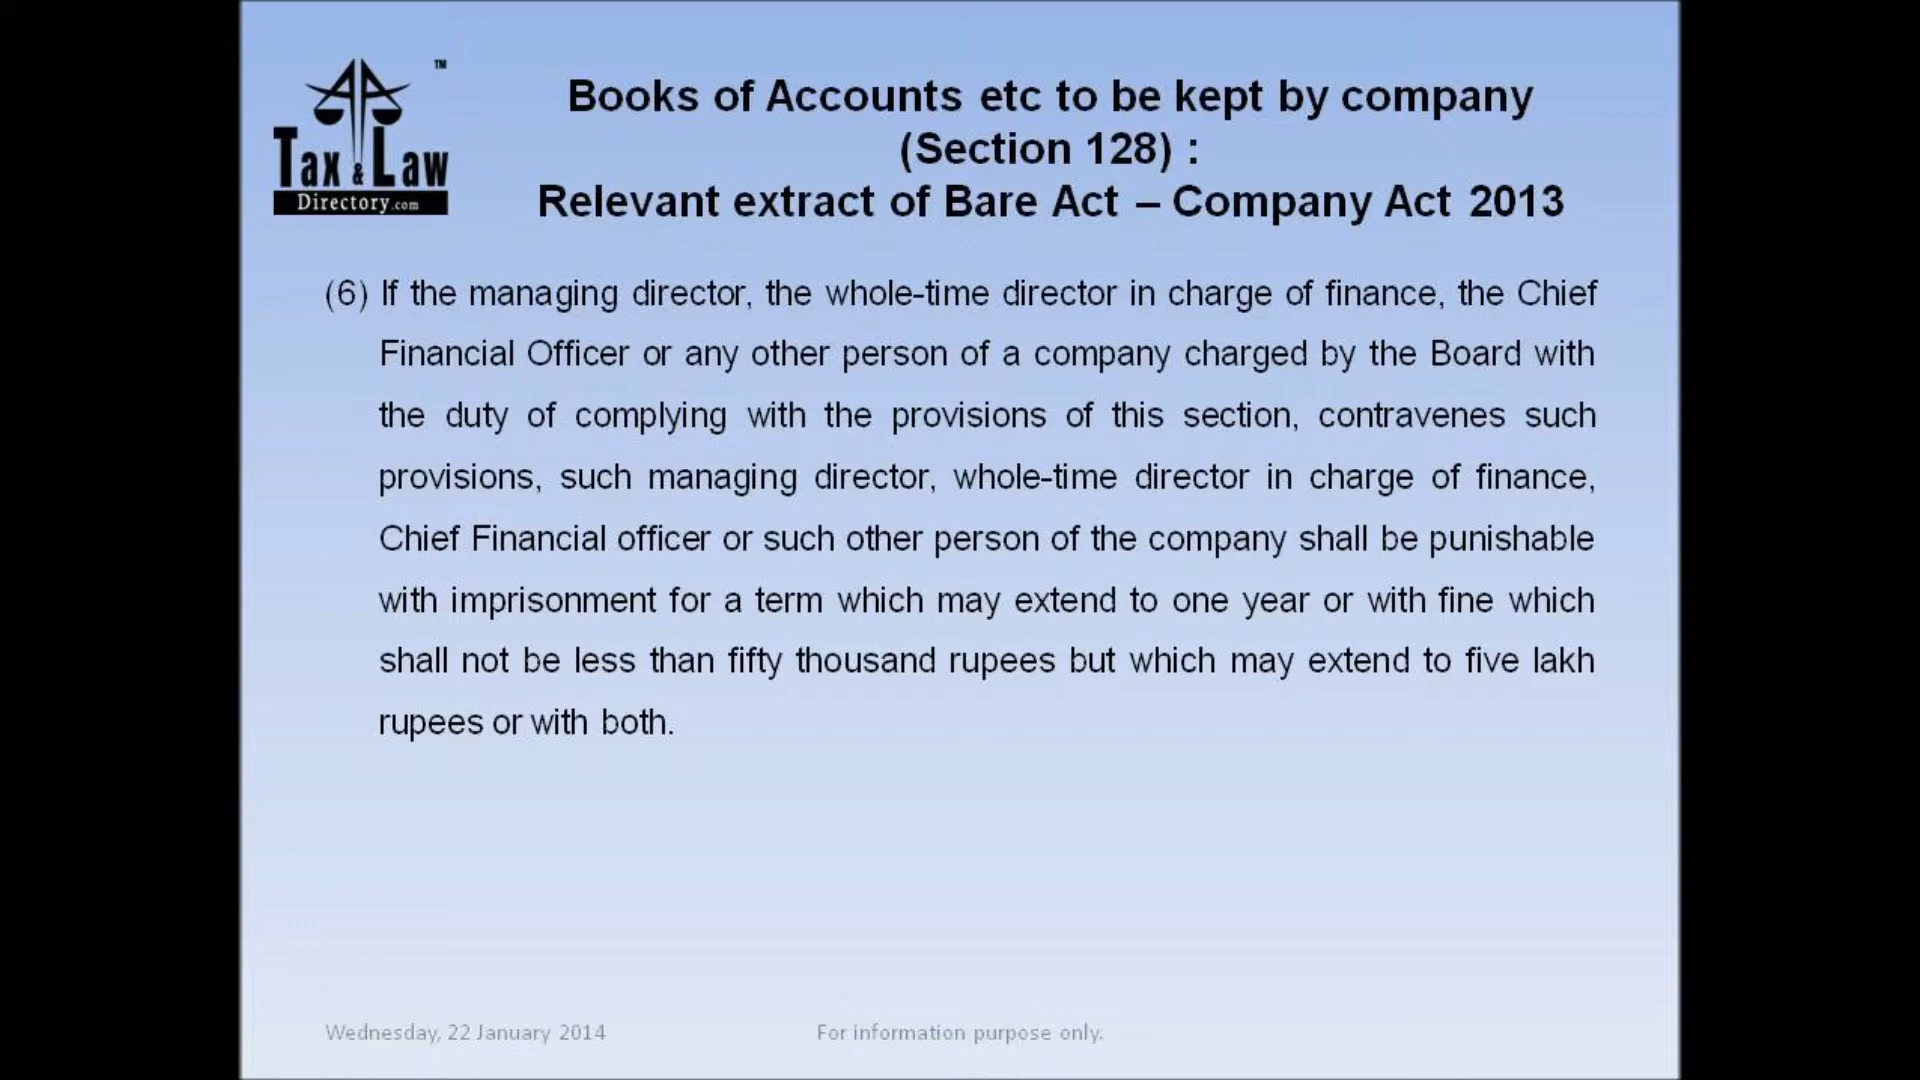 TM
Tax & Law
Directory.com
Books of Accounts etc to be kept by company
(Section 128) :
Relevant extract of Bare Act – Company Act 2013
(6) If the managing director, the whole-time director in charge of finance, the Chief
Financial Officer or any other person of a company charged by the Board with
the duty of complying with the provisions of this section, contravenes such
provisions, such managing director, whole-time director in charge of finance,
Chief Financial officer or such other person of the company shall be punishable
with imprisonment for a term which may extend to one year or with fine which
shall not be less than fifty thousand rupees but which may extend to five lakh
rupees or with both.
Wednesday, 22 January 2014
For information purpose only.